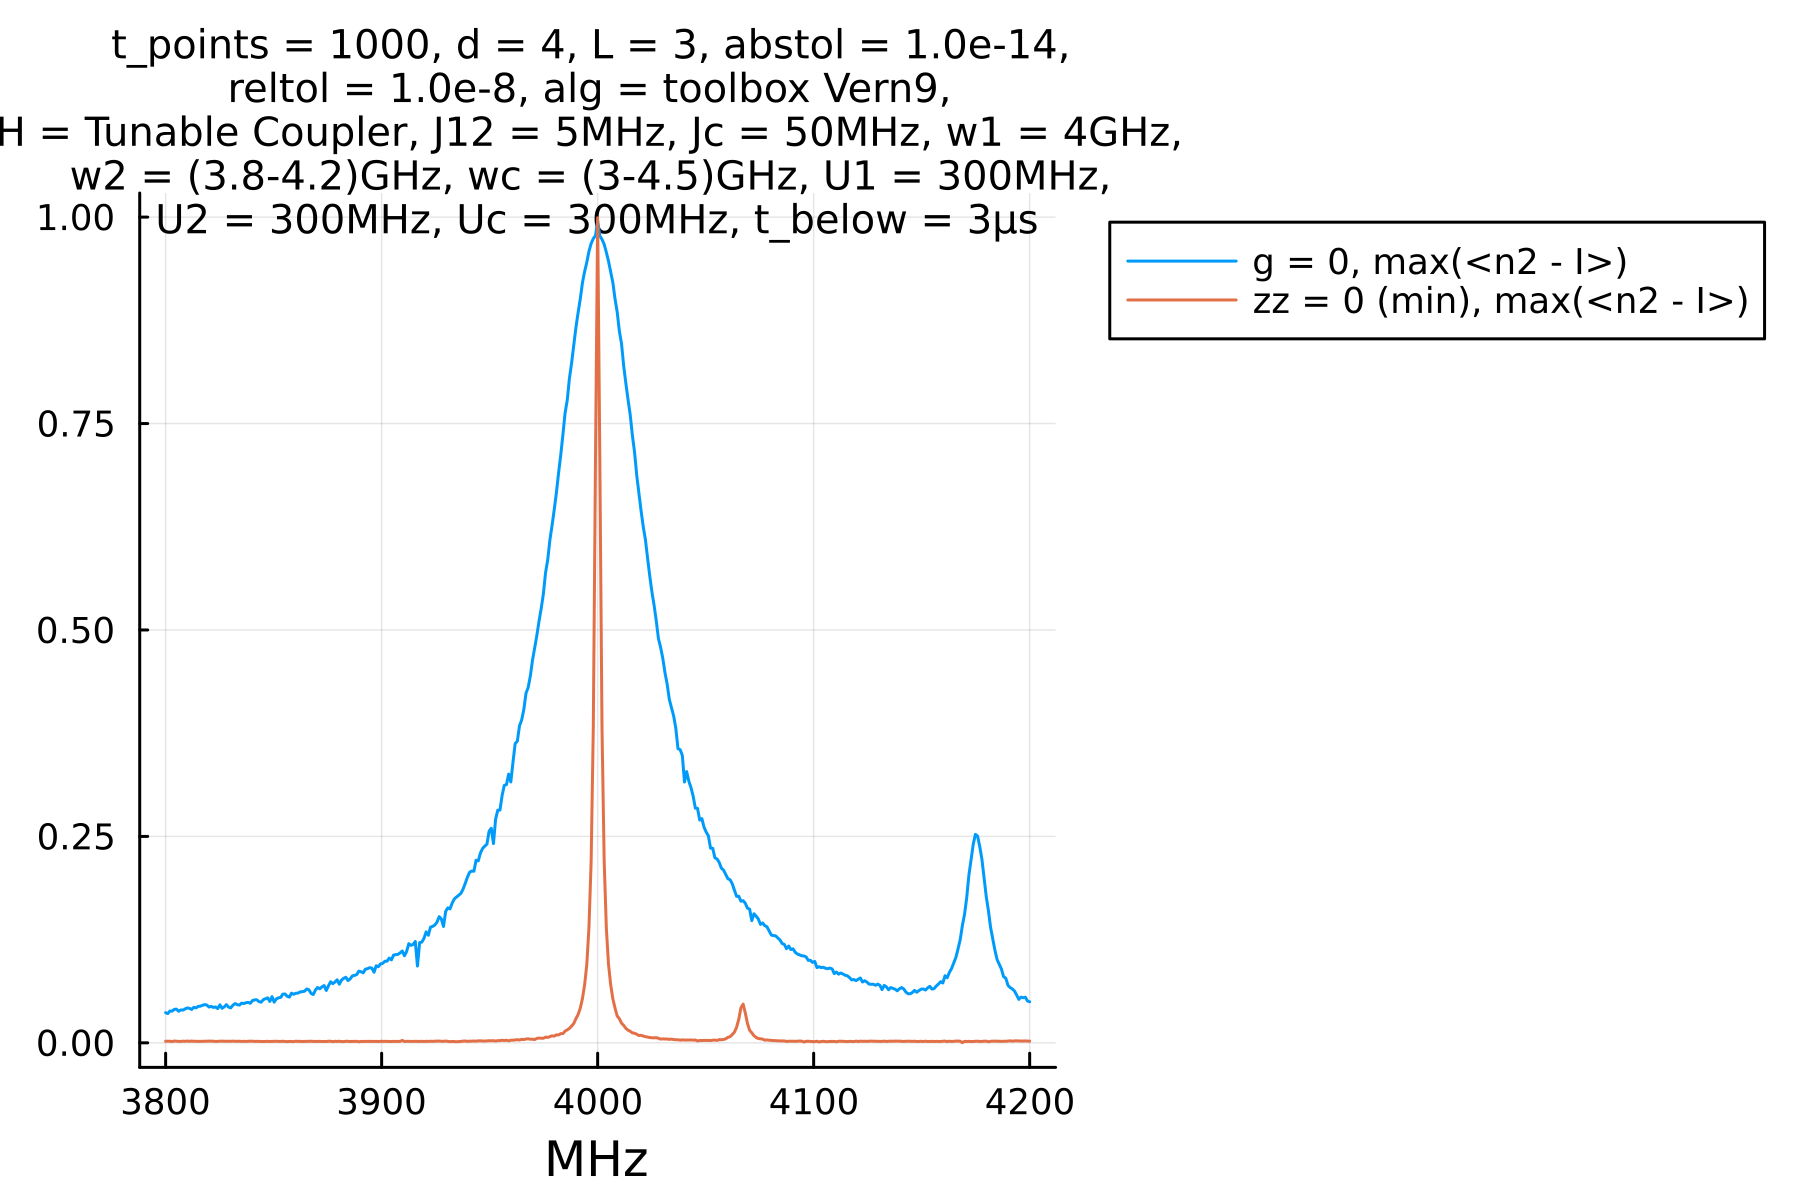 t_points = 1000, d = 4, L = 3, abstol = 1.0e-14,
reltol = 1.0e-8, alg = toolbox Vern9,
H = Tunable Coupler, J12 = 5MHz, Jc = 50MHz, w1 = 4GHz,
w2 = (3.8-4.2)GHz, wc = (3-4.5)GHz, U1 = 300MHz,
U2 = 300MHz, Uc = 300MHz, t_below = 3μs
1.00
0.75
0.50
0.25
0.00
g = 0, max(<n2 - I>)
zz = 0 (min), max(<n2 - I>)
3800 3900 4000 4100 4200
MHz